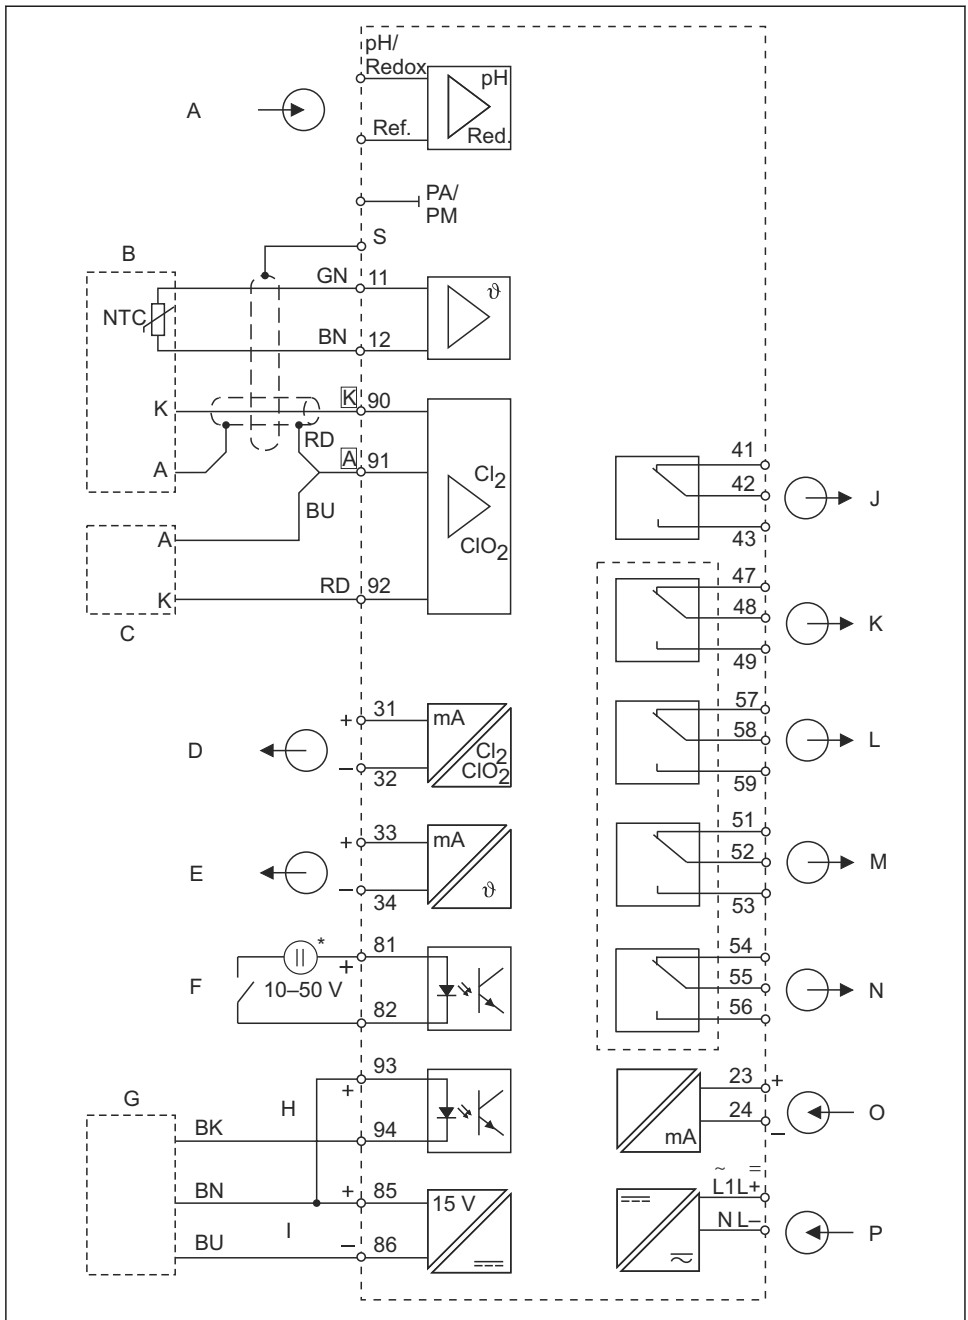 pH/
Redox
pH
A
Ref.
Red.
PA/
PM
S
B
GN 11
ϑ
NTC
BN 12
K K 90
RD
A A 91
Cl2
BU
ClO2
A
RD 92
K
C
41
42
J
43
47
48
K
49
57
58
L
59
51
52
M
53
54
55
N
56
+ 31
mA
D
Cl2
ClO2
– 32
+ 33
mA
E
ϑ
– 34
* 81
+
F
10–50 V
82
93
+
G
H
BK 94
BN + 85
15 V
I
BU – 86
23 +
24
O
mA
–
~ =
L1L+
N L–
P